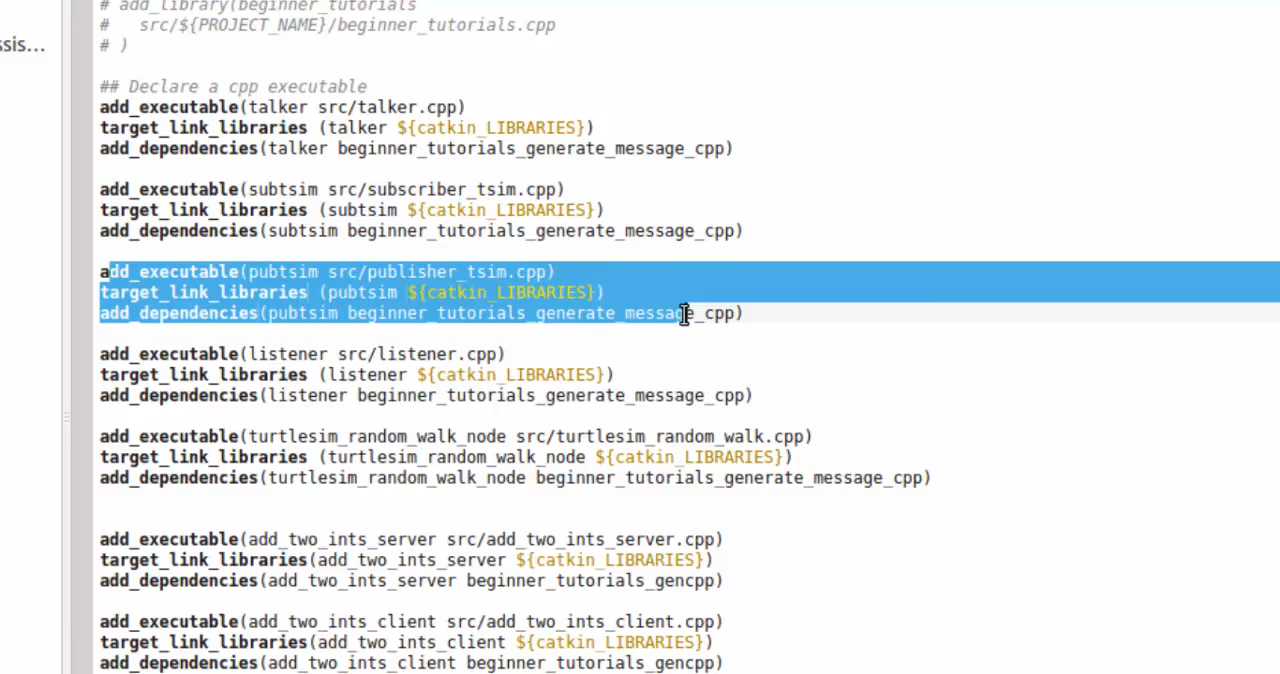 # add_library(beginner_tutorials
#   src/${PROJECT_NAME}/beginner_tutorials.cpp
# )
sis...
## Declare a cpp executable
add_executable(talker src/talker.cpp)
target_link_libraries (talker ${catkin_LIBRARIES})
add_dependencies(talker beginner_tutorials_generate_message_cpp)
add_executable(subtsim src/subscriber_tsim.cpp)
target_link_libraries (subtsim ${catkin_LIBRARIES})
add_dependencies(subtsim beginner_tutorials_generate_message_cpp)
add_executable(pubtsim src/publisher_tsim.cpp)
target_link_libraries (pubtsim ${catkin_LIBRARIES})
add_dependencies(pubtsim beginner_tutorials_generate_message_cpp)
add_executable(listener src/listener.cpp)
target_link_libraries (listener ${catkin_LIBRARIES})
add_dependencies(listener beginner_tutorials_generate_message_cpp)
add_executable(turtlesim_random_walk_node src/turtlesim_random_walk.cpp)
target_link_libraries (turtlesim_random_walk_node ${catkin_LIBRARIES})
add_dependencies(turtlesim_random_walk_node beginner_tutorials_generate_message_cpp)
add_executable(add_two_ints_server src/add_two_ints_server.cpp)
target_link_libraries(add_two_ints_server ${catkin_LIBRARIES})
add_dependencies(add_two_ints_server beginner_tutorials_gencpp)
add_executable(add_two_ints_client src/add_two_ints_client.cpp)
target_link_libraries(add_two_ints_client ${catkin_LIBRARIES})
add_dependencies(add_two_ints_client beginner_tutorials_gencpp)